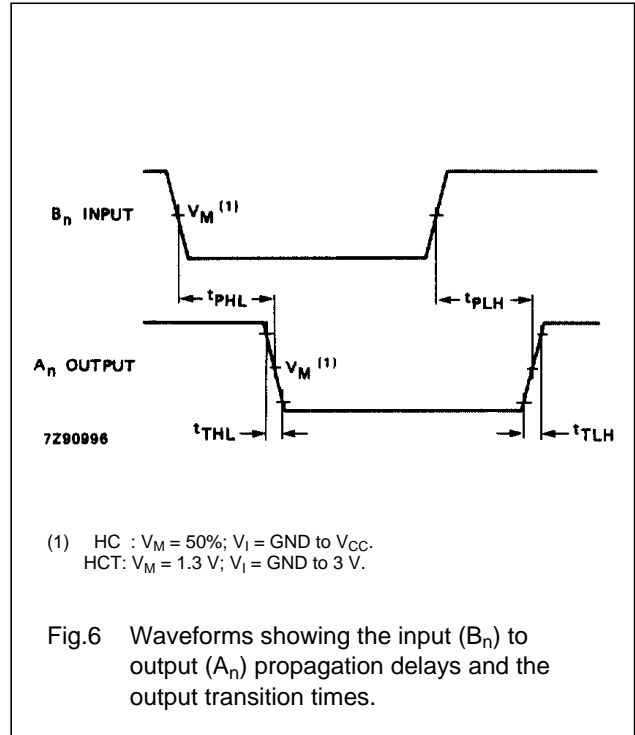 Bn INPUT
VM (1)
tPHL
tPLH
An OUTPUT
VM (1)
7Z90996
tTHL
tTLH
(1) HC : VM = 50%; VI = GND to VCC.
HCT: VM = 1.3 V; VI = GND to 3 V.
Fig.6 Waveforms showing the input (Bn) to
output (An) propagation delays and the
output transition times.